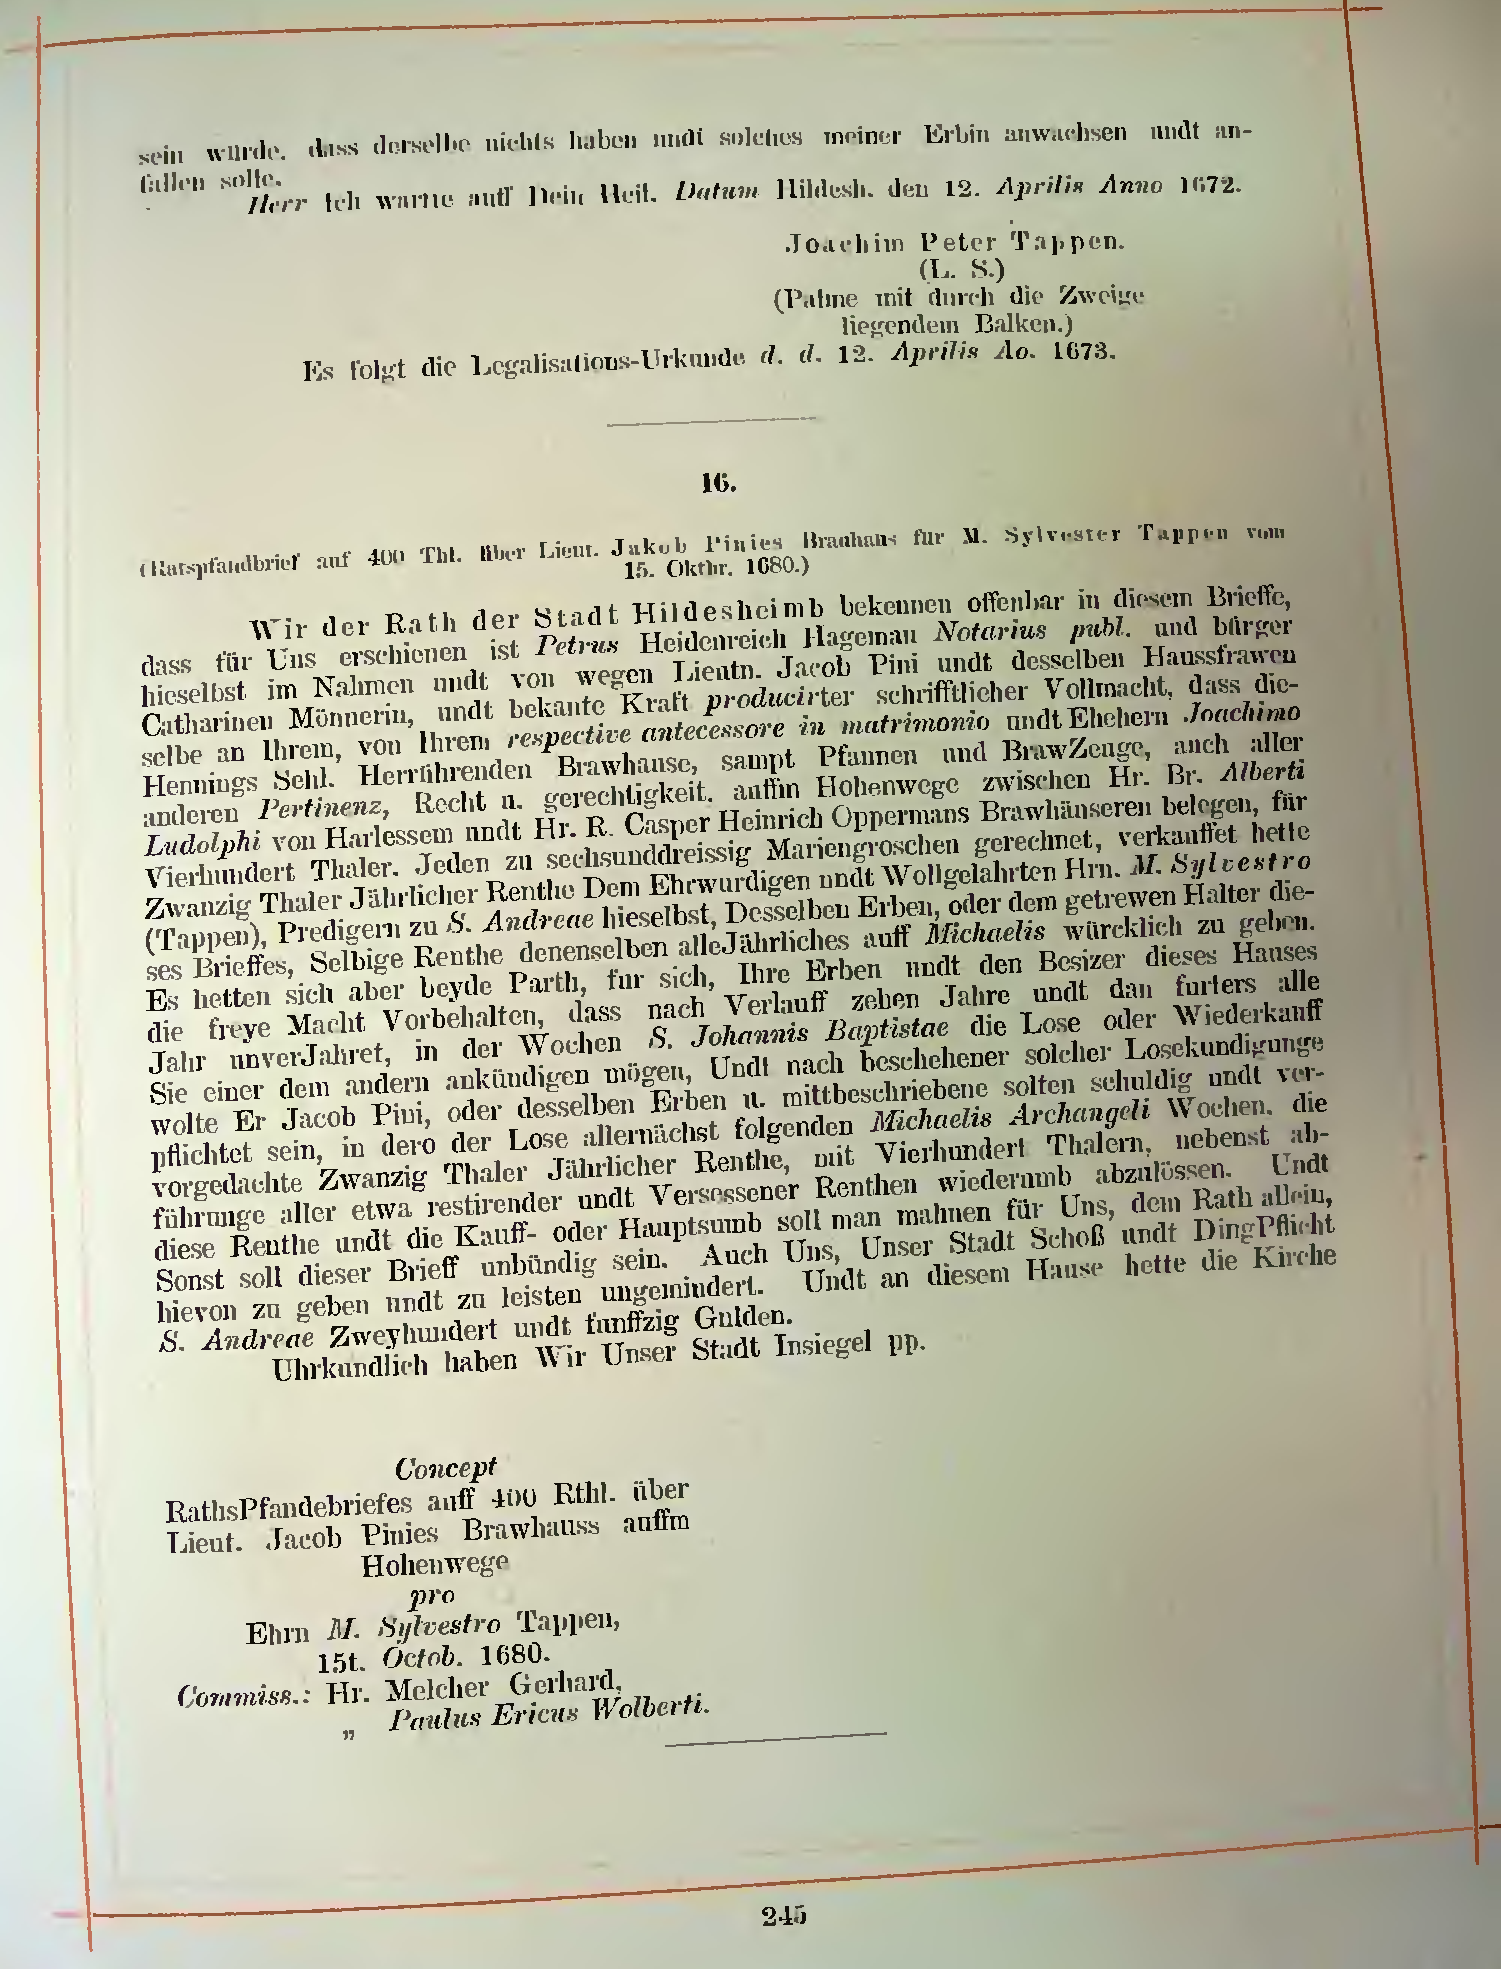 sein würde, dass derselbe nichts haben undt solches meiner Erbin anwachsen undt an-
fallen solte.
Herr Ich warte auff Dein Heil. Datum Hildesh. den 12. Aprilis Anno 1672.
Joachim Peter Tappen.
(L. S.)
(Palme mit durch die Zweige
liegendem Balken.)
Es folgt die Legalisations-Urkunde d. d. 12. Aprilis Ao. 1673.
16.
(Ratspfandbrief auf 400 Thl. über Lieut. Jakob Pinies Brauhaus für M. Sylvester Tappen vom
15. Oktbr. 1680.)
Wir der Rath der Stadt Hildesheimb bekennen offenbar in diesem Brieffe,
dass für Uns erschienen ist Petrus Heidenreich Hageman Notarius publ. und bürger
hieselbst im Nahmen undt von wegen Lieutn. Jacob Pini undt desselben Haussfrawen
Catharinen Mönnerin, undt bekante Kraft producirter schrifftlicher Vollmacht, dass die-
selbe an Ihrem, von Ihrem respective antecessore in matrimonio undt Ehehern Joachimo
Hennings Sehl. Herrührenden Brawhause, sampt Pfannen und BrawZeuge, auch aller
anderen Pertinenz, Recht u. gerechtigkeit. auffm Hohenwege zwischen Hr. Br. Alberti
Ludolphi von Harlessem undt Hr. R. Casper Heinrich Oppermans Brawhäuseren belegen, für
Vierhundert Thaler. Jeden zu sechsunddreissig Mariengroschen gerechnet, verkauffet hette
Zwanzig Thaler Jährlicher Renthe Dem Ehrwurdigen undt Wollgelahrten Hrn. M. Sylvestro
(Tappen), Predigern zu S. Andreae hieselbst, Desselben Erben, oder dem getrewen Halter die-
ses Brieffes, Selbige Renthe denenselben alleJährliches auff Michaelis würcklich zu geben.
Es hetten sich aber beyde Parth, fur sich, Ihre Erben undt den Besizer dieses Hauses
die freye Macht Vorbehalten, dass nach Verlauff zehen Jahre undt dan furters alle
Jahr unverJahret, in der Wochen S. Johannis Baptistae die Lose oder Wiederkauff
Sie einer dem andern ankündigen mögen, Undt nach beschehener solcher Losekundigunge
wolte Er Jacob Pini, oder desselben Erben u. mittbeschriebene solten schuldig undt ver-
pflichtet sein, in dero der Lose allernächst folgenden Michaelis Archangeli Wochen. die
vorgedachte Zwanzig Thaler Jährlicher Renthe, mit Vierhundert Thalern, nebenst ab-
führunge aller etwa restirender undt Versessener Renthen wiederumb abzulössen. Undt
diese Renthe undt die Kauff- oder Hauptsumb soll man mahnen für Uns, dem Rath allein,
Sonst soll dieser Brieff unbündig sein. Auch Uns, Unser Stadt Schoß undt DingPflicht
hievon zu geben undt zu leisten ungemindert. Undt an diesem Hause hette die Kirche
S. Andreae Zweyhundert undt funffzig Gulden.
Uhrkundlich haben Wir Unser Stadt Insiegel pp.
Concept
RathsPfandebriefes auff 400 Rthl. über
Lieut. Jacob Pinies Brawhauss auffm
Hohenwege
pro
Ehrn M. Sylvestro Tappen,
15t. Octob. 1680.
Commiss.: Hr. Melcher Gerhard,
„ Paulus Ericus Wolberti.
245